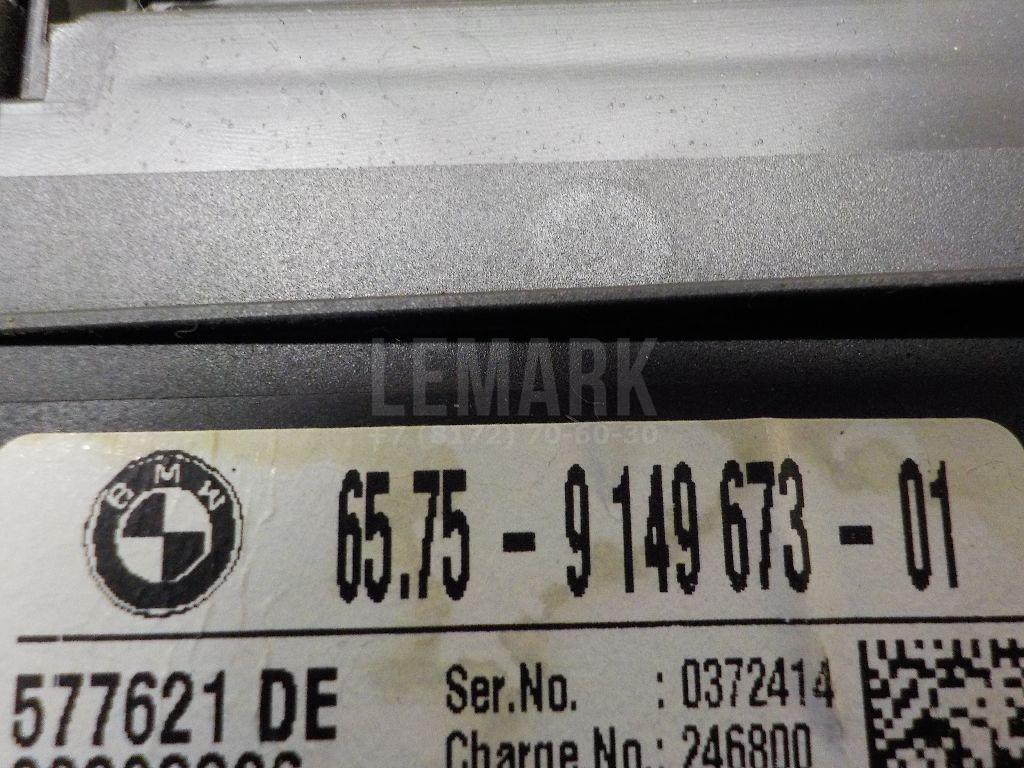 LEMARK
+7 (8172) 70-60-30
BMW
65.75 - 9 149 673 - 01
577621 DE
Ser.No. : 0372414
Charge No.: 246800